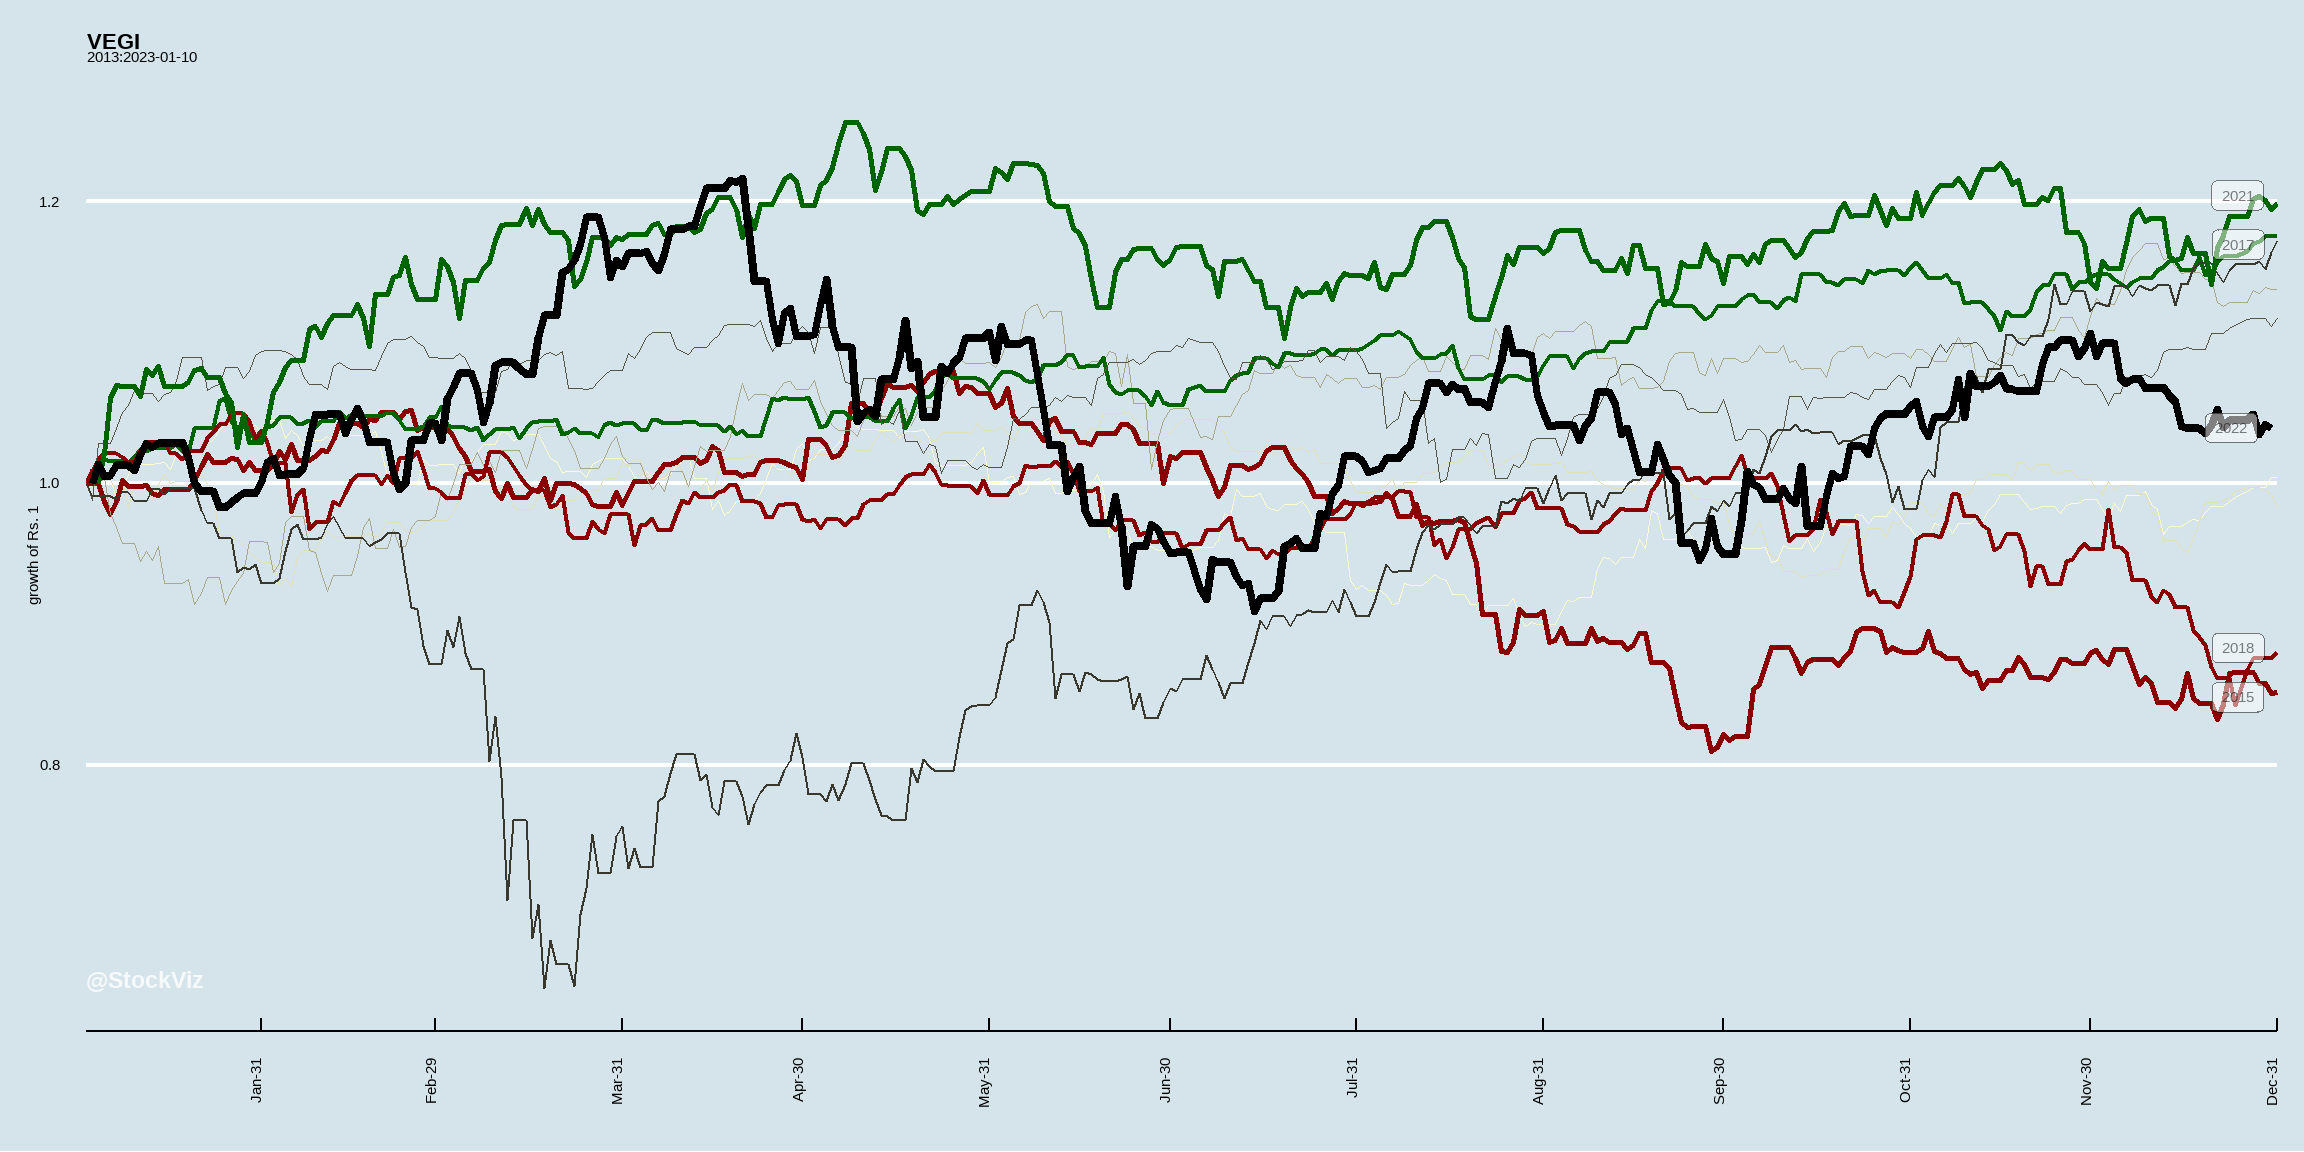 VEGI
2013:2023-01-10
1.2
1.0
0.8
growth of Rs. 1
2021
2017
2022
2018
2015
@StockViz
Jan-31
Feb-29
Mar-31
Apr-30
May-31
Jun-30
Jul-31
Aug-31
Sep-30
Oct-31
Nov-30
Dec-31